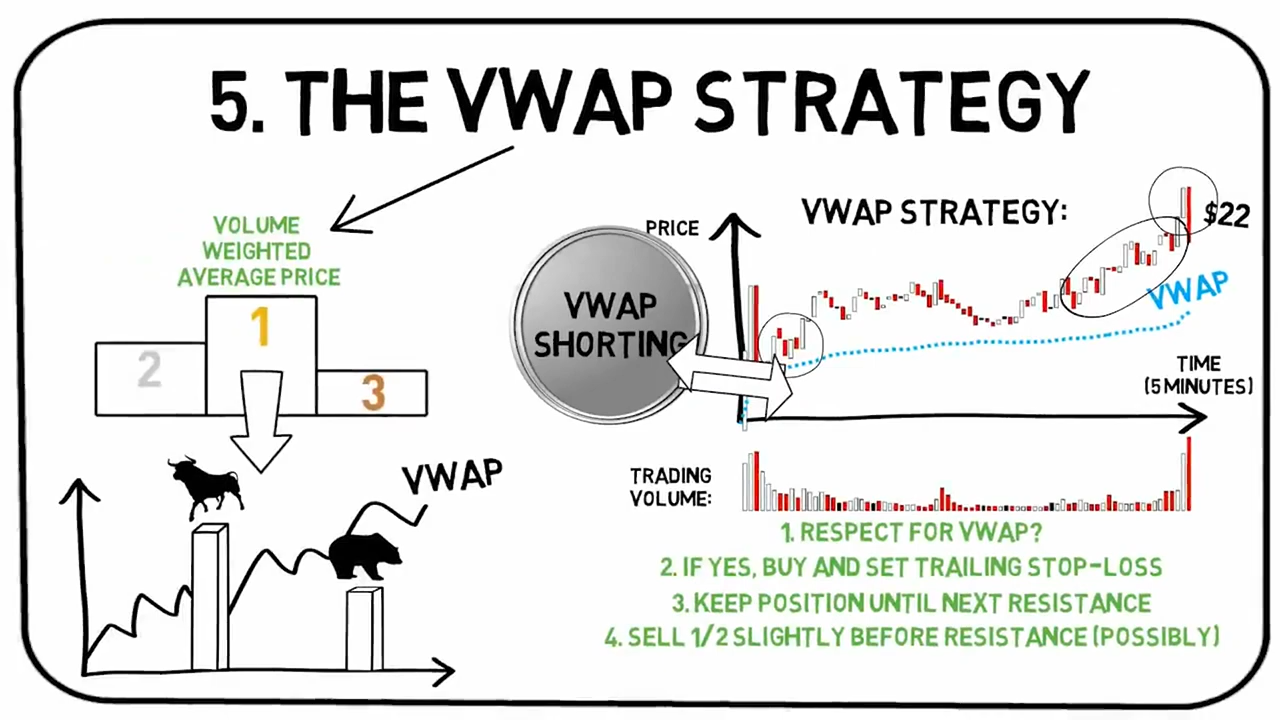 5. THE VWAP STRATEGY
VOLUME
WEIGHTED
AVERAGE PRICE
1
2
3
VWAP
VWAP
SHORTING
PRICE
VWAP STRATEGY:
$22
VWAP
TIME
(5 MINUTES)
TRADING
VOLUME:
1. RESPECT FOR VWAP?
2. IF YES, BUY AND SET TRAILING STOP-LOSS
3. KEEP POSITION UNTIL NEXT RESISTANCE
4. SELL 1/2 SLIGHTLY BEFORE RESISTANCE (POSSIBLY)